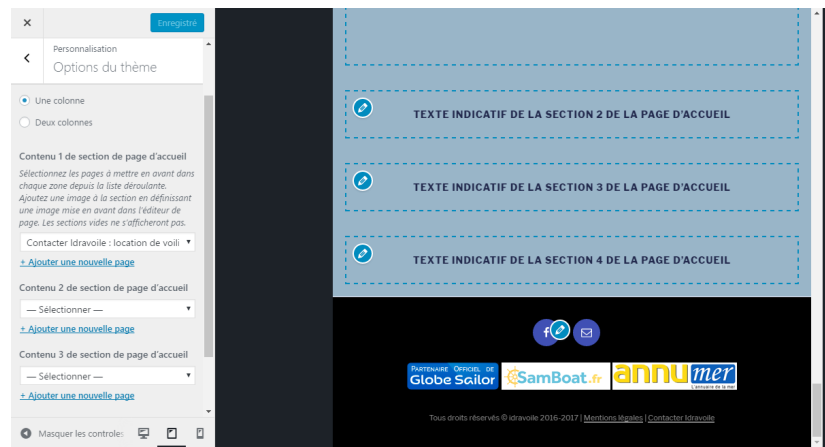 Enregistré
Personnalisation
Options du thème
Une colonne
Deux colonnes
Contenu 1 de section de page d'accueil
Sélectionnez les pages à mettre en avant dans
chaque zone depuis la liste déroulante.
Ajoutez une image à la section en définissant
une image mise en avant dans l'éditeur de
page. Les sections vides ne s'afficheront pas.
Contacter Idravoile : location de voili
+ Ajouter une nouvelle page
Contenu 2 de section de page d'accueil
— Sélectionner —
+ Ajouter une nouvelle page
Contenu 3 de section de page d'accueil
— Sélectionner —
+ Ajouter une nouvelle page
Masquer les controles
TEXTE INDICATIF DE LA SECTION 2 DE LA PAGE D'ACCUEIL
TEXTE INDICATIF DE LA SECTION 3 DE LA PAGE D'ACCUEIL
TEXTE INDICATIF DE LA SECTION 4 DE LA PAGE D'ACCUEIL
f
Partenaire Officiel de
Globe Sailor
SamBoat.fr
annumer
L'annuaire de la mer
Tous droits réservés © idravoile 2016-2017 | Mentions légales | Contacter Idravoile